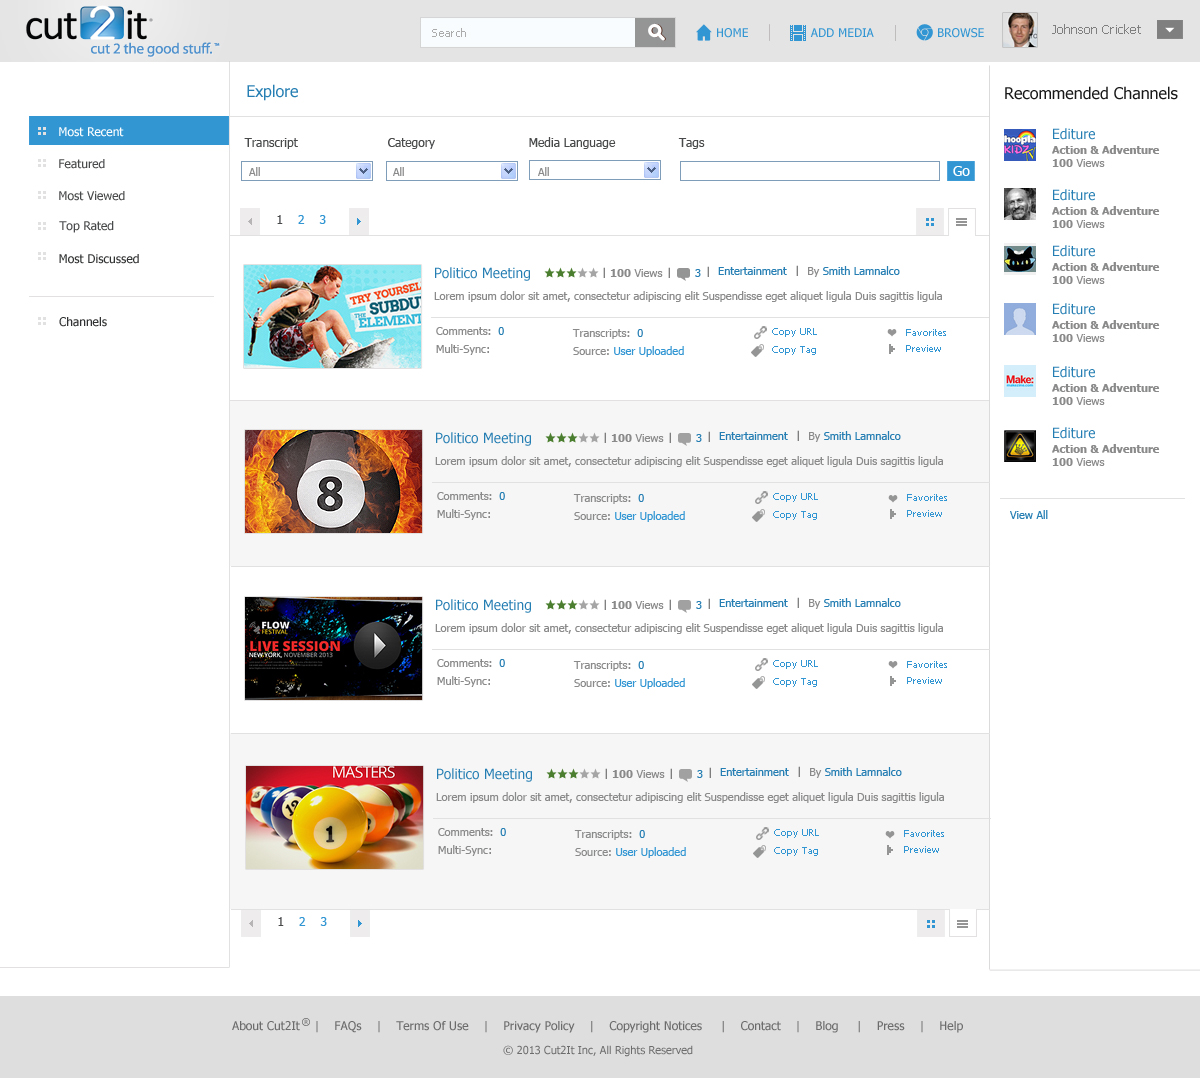 cut2it
cut 2 the good stuff.™
Search
HOME
ADD MEDIA
BROWSE
Johnson Cricket
Most Recent
Featured
Most Viewed
Top Rated
Most Discussed
Channels
Explore
Transcript
Category
Media Language
Tags
All
All
All
Go
1 2 3
TRY YOURSELF
THE SUBDU
ELEMENT
Politico Meeting | 100 Views | 3 | Entertainment | By Smith Lamnalco
Lorem ipsum dolor sit amet, consectetur adipiscing elit Suspendisse eget aliquet ligula Duis sagittis ligula
Comments: 0 Transcripts: 0 Copy URL Favorites
Multi-Sync: Source: User Uploaded Copy Tag Preview
8
Politico Meeting | 100 Views | 3 | Entertainment | By Smith Lamnalco
Lorem ipsum dolor sit amet, consectetur adipiscing elit Suspendisse eget aliquet ligula Duis sagittis ligula
Comments: 0 Transcripts: 0 Copy URL Favorites
Multi-Sync: Source: User Uploaded Copy Tag Preview
FLOW
FESTIVAL
LIVE SESSION
NEW YORK, NOVEMBER 2013
Politico Meeting | 100 Views | 3 | Entertainment | By Smith Lamnalco
Lorem ipsum dolor sit amet, consectetur adipiscing elit Suspendisse eget aliquet ligula Duis sagittis ligula
Comments: 0 Transcripts: 0 Copy URL Favorites
Multi-Sync: Source: User Uploaded Copy Tag Preview
MASTERS
1
Politico Meeting | 100 Views | 3 | Entertainment | By Smith Lamnalco
Lorem ipsum dolor sit amet, consectetur adipiscing elit Suspendisse eget aliquet ligula Duis sagittis ligula
Comments: 0 Transcripts: 0 Copy URL Favorites
Multi-Sync: Source: User Uploaded Copy Tag Preview
1 2 3
Recommended Channels
hoopla
KIDZ
Editure
Action & Adventure
100 Views
Editure
Action & Adventure
100 Views
Editure
Action & Adventure
100 Views
Editure
Action & Adventure
100 Views
Make:
Editure
Action & Adventure
100 Views
Editure
Action & Adventure
100 Views
View All
About Cut2It® | FAQs | Terms Of Use | Privacy Policy | Copyright Notices | Contact | Blog | Press | Help
© 2013 Cut2It Inc, All Rights Reserved